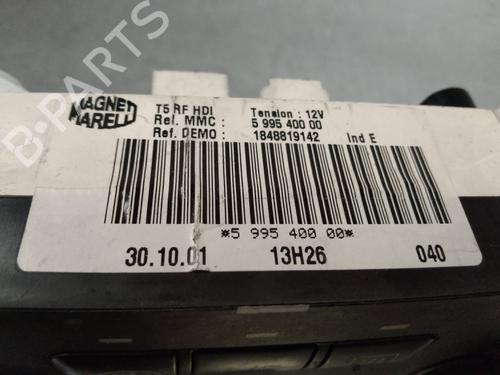 MAGNETI
MARELLI
T5 RF HDI Tension : 12V
Rel. MMC : 5 995 400 00
Ref. DEMO : 1848819142 Ind E
*5 995 400 00*
30.10.01 13H26 040
B-PARTS